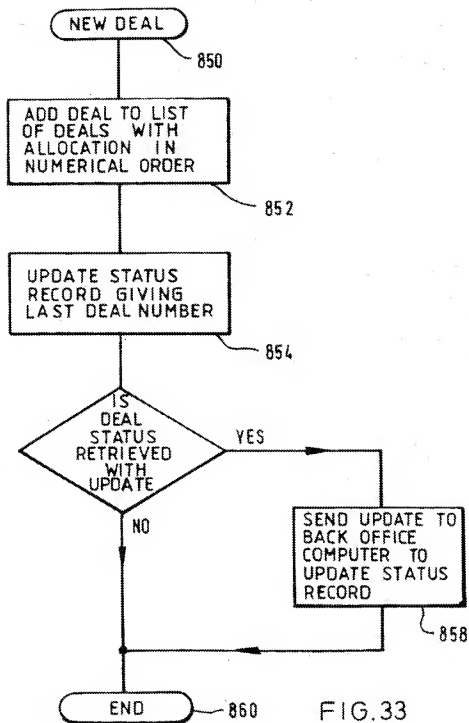 NEW DEAL
850
ADD DEAL TO LIST
OF DEALS WITH
ALLOCATION IN
NUMERICAL ORDER
852
UPDATE STATUS
RECORD GIVING
LAST DEAL NUMBER
854
IS
DEAL
STATUS
RETRIEVED
WITH
UPDATE
YES
NO
SEND UPDATE TO
BACK OFFICE
COMPUTER TO
UPDATE STATUS
RECORD
858
END
860
FIG.33